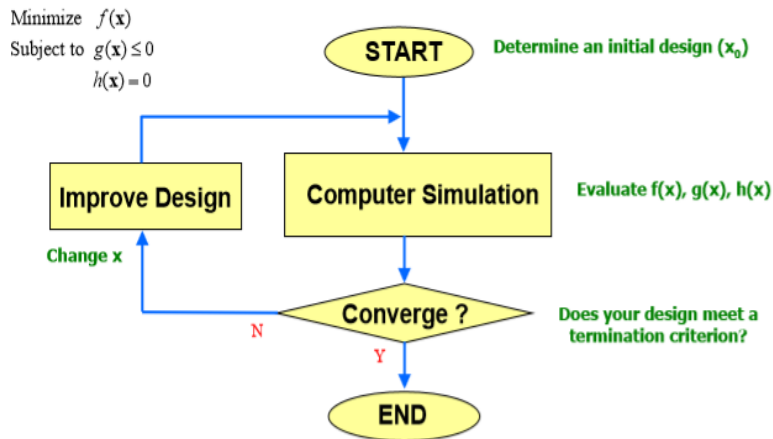 Minimize f(x)
Subject to g(x) ≤ 0
h(x) = 0
START
Determine an initial design (x₀)
Improve Design
Computer Simulation
Evaluate f(x), g(x), h(x)
Change x
Converge ?
Does your design meet a
termination criterion?
N
Y
END